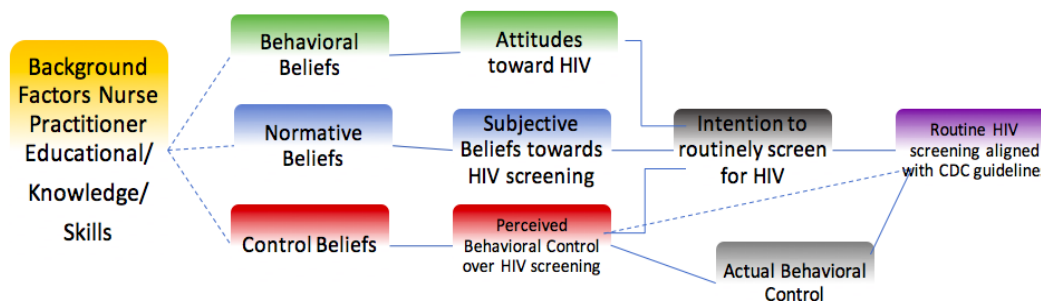 Background
Factors Nurse
Practitioner
Educational/
Knowledge/
Skills
Behavioral
Beliefs
Attitudes
toward HIV
Normative
Beliefs
Subjective
Beliefs towards
HIV screening
Intention to
routinely screen
for HIV
Routine HIV
screening aligned
with CDC guideline
Control Beliefs
Perceived
Behavioral Control
over HIV screening
Actual Behavioral
Control